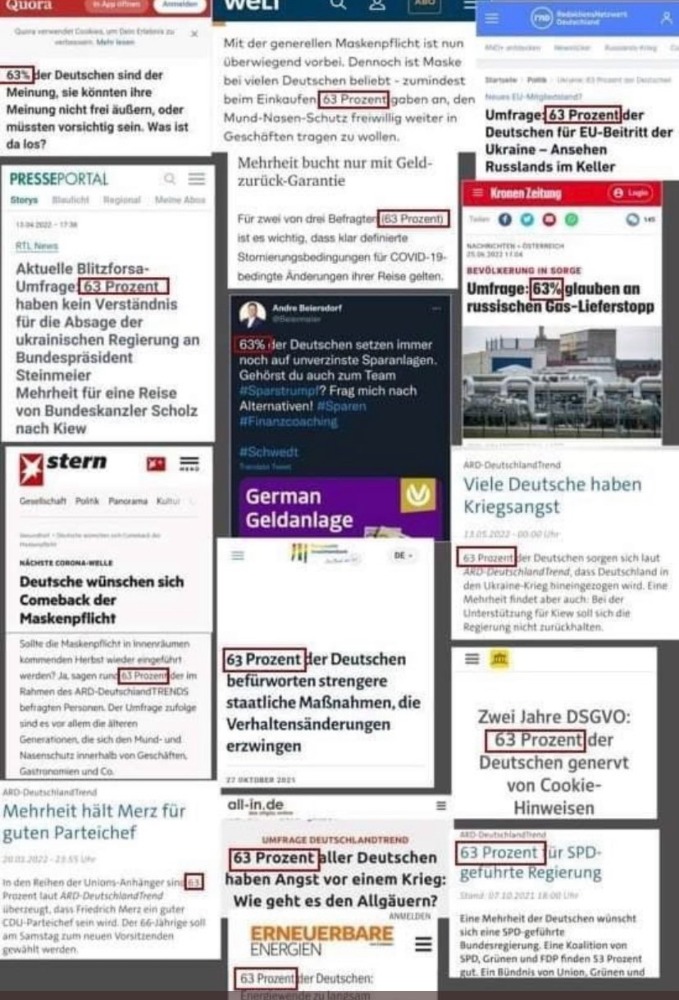 Quora
In App öffnen
Anmelden
Quora verwendet Cookies, um Dein Erlebnis zu
verbessern. Mehr lesen
63% der Deutschen sind der
Meinung, sie könnten ihre
Meinung nicht frei äußern, oder
müssten vorsichtig sein. Was ist
da los?
welt
ABO
Mit der generellen Maskenpflicht ist nun
überwiegend vorbei. Dennoch ist Maske
bei vielen Deutschen beliebt - zumindest
beim Einkaufen. 63 Prozent gaben an, den
Mund-Nasen-Schutz freiwillig weiter in
Geschäften tragen zu wollen.
rno RedaktionsNetzwerk
Deutschland
Startseite Politik Ukraine: 63 Prozent der Deutschen
Neues EU-Mitgliedsland?
Umfrage: 63 Prozent der
Deutschen für EU-Beitritt der
Ukraine – Ansehen
Russlands im Keller
PRESSEPORTAL
Storys Blaulicht Regional Meine Abos
13.04.2022 – 17:36
RTL News
Aktuelle Blitzforsa-
Umfrage: 63 Prozent
haben kein Verständnis
für die Absage der
ukrainischen Regierung an
Bundespräsident
Steinmeier
Mehrheit für eine Reise
von Bundeskanzler Scholz
nach Kiew
Mehrheit bucht nur mit Geld-
zurück-Garantie
Für zwei von drei Befragten (63 Prozent)
ist es wichtig, dass klar definierte
Stornierungsbedingungen für COVID-19-
bedingte Änderungen ihrer Reise gelten.
Kronen Zeitung
Login
Teilen
145
NACHRICHTEN > ÖSTERREICH
25.06.2022 11:04
BEVÖLKERUNG IN SORGE
Umfrage: 63% glauben an
russischen Gas-Lieferstopp
Andre Beiersdorf
63% der Deutschen setzen immer
noch auf unverzinste Sparanlagen.
Gehörst du auch zum Team
#Sparstrumpf? Frag mich nach
Alternativen! #Sparen
#Finanzcoaching
#Schwedt
Translate Tweet
German
Geldanlage
stern
MENÜ
Gesellschaft Politik Panorama Kultur
NÄCHSTE CORONA-WELLE
Deutsche wünschen sich
Comeback der
Maskenpflicht
Sollte die Maskenpflicht in Innenräumen
kommenden Herbst wieder eingeführt
werden? Ja, sagen rund 63 Prozent der im
Rahmen des ARD-DeutschlandTRENDS
befragten Personen. Der Umfrage zufolge
sind es vor allem die älteren
Generationen, die sich den Mund- und
Nasenschutz innerhalb von Geschäften,
Gastronomien und Co.
ARD-DeutschlandTrend
Viele Deutsche haben
Kriegsangst
13.05.2022 - 00:00 Uhr
63 Prozent der Deutschen sorgen sich laut
ARD-DeutschlandTrend, dass Deutschland in
den Ukraine-Krieg hineingezogen wird. Eine
Mehrheit findet aber auch: Bei der
Unterstützung für Kiew soll sich die
Regierung nicht zurückhalten.
DE
63 Prozent der Deutschen
befürworten strengere
staatliche Maßnahmen, die
Verhaltensänderungen
erzwingen
27 OKTOBER 2021
Zwei Jahre DSGVO:
63 Prozent der
Deutschen genervt
von Cookie-
Hinweisen
ARD-DeutschlandTrend
Mehrheit hält Merz für
guten Parteichef
20.01.2022 - 23:55 Uhr
In den Reihen der Unions-Anhänger sind 63
Prozent laut ARD-DeutschlandTrend
überzeugt, dass Friedrich Merz ein guter
CDU-Parteichef sein wird. Der 66-Jährige soll
am Samstag zum neuen Vorsitzenden
gewählt werden.
all-in.de
UMFRAGE DEUTSCHLANDTREND
63 Prozent aller Deutschen
haben Angst vor einem Krieg:
Wie geht es den Allgäuern?
ANMELDEN
ERNEUERBARE
ENERGIEN
63 Prozent der Deutschen:
Energiewende zu langsam
ARD-DeutschlandTrend
63 Prozent für SPD-
geführte Regierung
Stand: 07.10.2021 18:00 Uhr
Eine Mehrheit der Deutschen wünscht
sich eine SPD-geführte
Bundesregierung. Eine Koalition von
SPD, Grünen und FDP finden 53 Prozent
gut. Ein Bündnis von Union, Grünen und